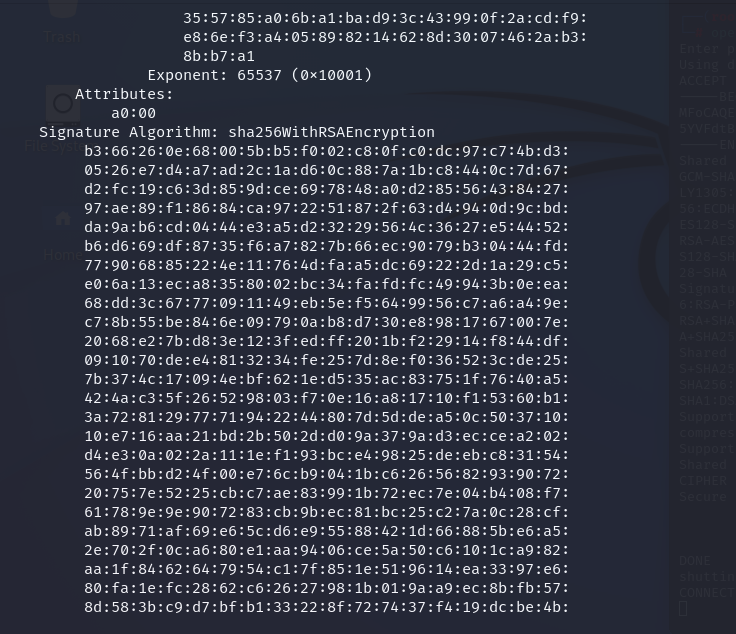 35:57:85:a0:6b:a1:ba:d9:3c:43:99:0f:2a:cd:f9:
e8:6e:f3:a4:05:89:82:14:62:8d:30:07:46:2a:b3:
8b:b7:a1
Exponent: 65537 (0×10001)
Attributes:
a0:00
Signature Algorithm: sha256WithRSAEncryption
b3:66:26:0e:68:00:5b:b5:f0:02:c8:0f:c0:dc:97:c7:4b:d3:
05:26:e7:d4:a7:ad:2c:1a:d6:0c:88:7a:1b:c8:44:0c:7d:67:
d2:fc:19:c6:3d:85:9d:ce:69:78:48:a0:d2:85:56:43:84:27:
97:ae:89:f1:86:84:ca:97:22:51:87:2f:63:d4:94:0d:9c:bd:
da:9a:b6:cd:04:44:e3:a5:d2:32:29:56:4c:36:27:e5:44:52:
b6:d6:69:df:87:35:f6:a7:82:7b:66:ec:90:79:b3:04:44:fd:
77:90:68:85:22:4e:11:76:4d:fa:a5:dc:69:22:2d:1a:29:c5:
e0:6a:13:ec:a8:35:80:02:bc:34:fa:fd:fc:49:94:3b:0e:ea:
68:dd:3c:67:77:09:11:49:eb:5e:f5:64:99:56:c7:a6:a4:9e:
c7:8b:55:be:84:6e:09:79:0a:b8:d7:30:e8:98:17:67:00:7e:
20:68:e2:7b:d8:3e:12:3f:ed:ff:20:1b:f2:29:14:f8:44:df:
09:10:70:de:e4:81:32:34:fe:25:7d:8e:f0:36:52:3c:de:25:
7b:37:4c:17:09:4e:bf:62:1e:d5:35:ac:83:75:1f:76:40:a5:
42:4a:c3:5f:26:52:98:03:f7:0e:16:a8:17:10:f1:53:60:b1:
3a:72:81:29:77:71:94:22:44:80:7d:5d:de:a5:0c:50:37:10:
10:e7:16:aa:21:bd:2b:50:2d:d0:9a:37:9a:d3:ec:ce:a2:02:
d4:e3:0a:02:2a:11:1e:f1:93:bc:e4:98:25:de:eb:c8:31:54:
56:4f:bb:d2:4f:00:e7:6c:b9:04:1b:c6:26:56:82:93:90:72:
20:75:7e:52:25:cb:c7:ae:83:99:1b:72:ec:7e:04:b4:08:f7:
61:78:9e:9e:90:72:83:cb:9b:ec:81:bc:25:c2:7a:0c:28:cf:
ab:89:71:af:69:e6:5c:d6:e9:55:88:42:1d:66:88:5b:e6:a5:
2e:70:2f:0c:a6:80:e1:aa:94:06:ce:5a:50:c6:10:1c:a9:82:
aa:1f:84:62:64:79:54:c1:7f:85:1e:51:96:14:ea:33:97:e6:
80:fa:1e:fc:28:62:c6:26:27:98:1b:01:9a:a9:ec:8b:fb:57:
8d:58:3b:c9:d7:bf:b1:33:22:8f:72:74:37:f4:19:dc:be:4b:
Trash
File System
Home
Enter
Using
ACCEPT
Shared
Support
Support
Shared
CIPHER
Secure
DONE
CONNECT